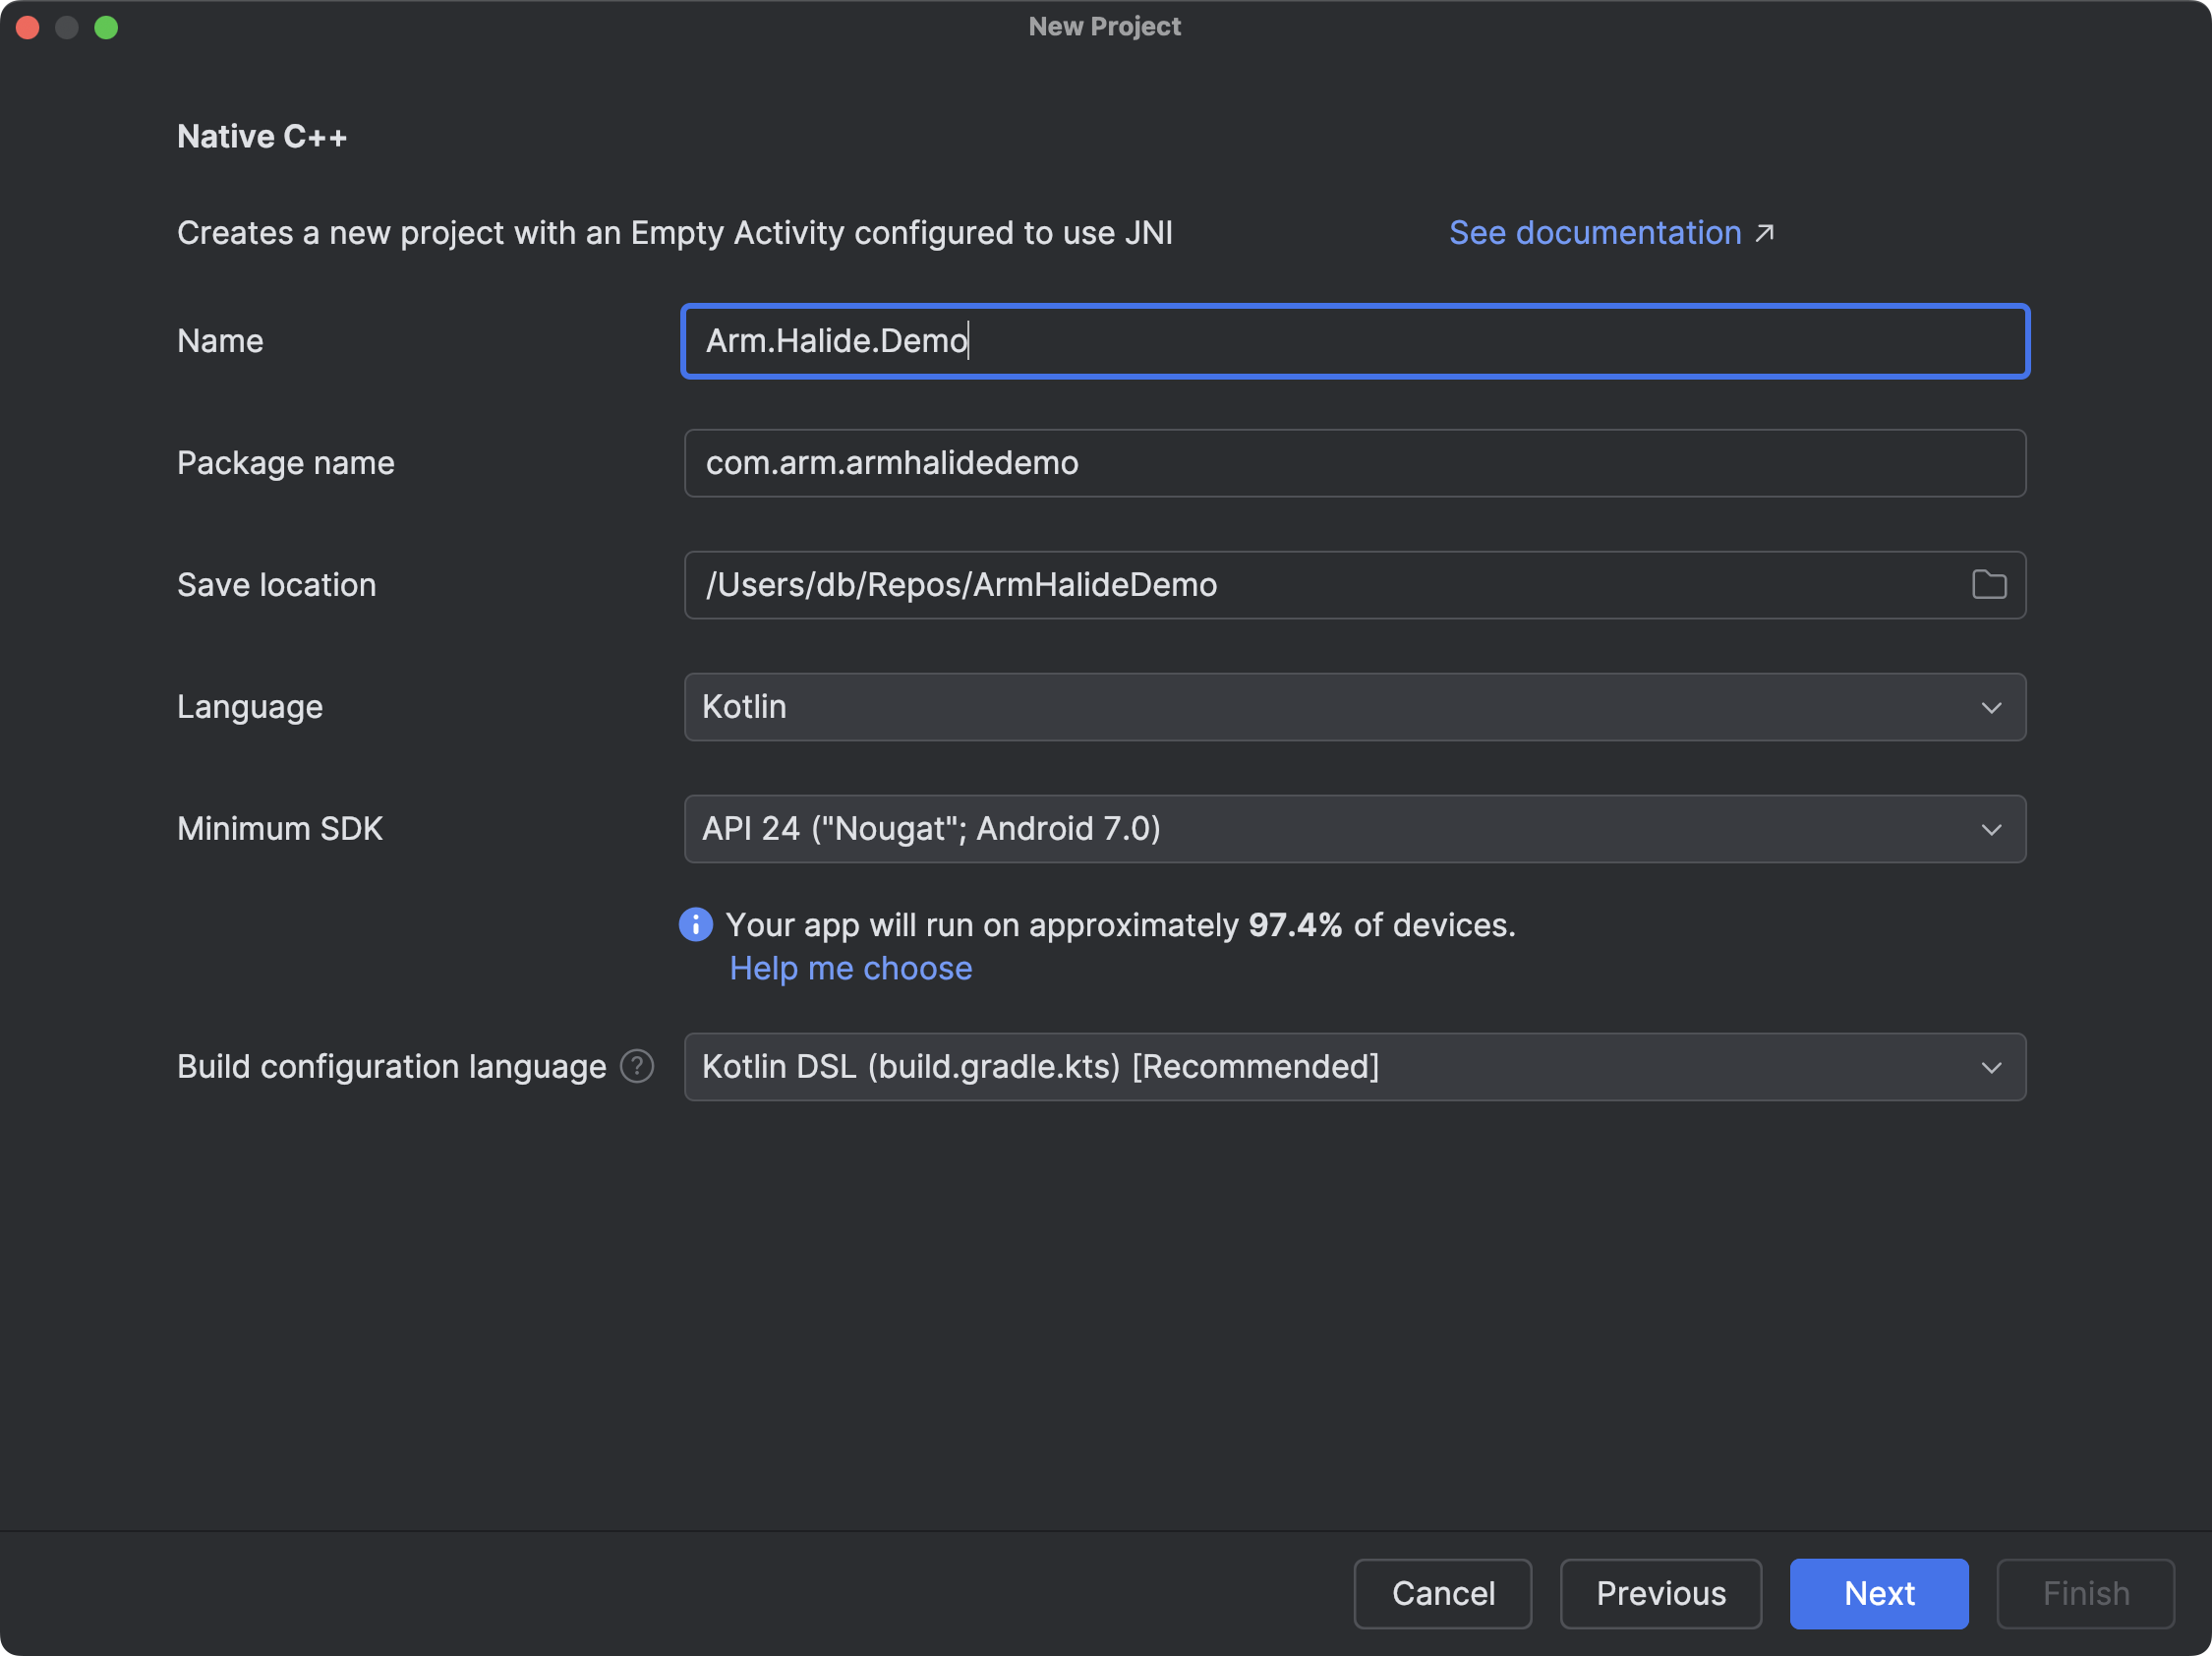 New Project
Native C++
Creates a new project with an Empty Activity configured to use JNI See documentation ↗
Name Arm.Halide.Demo
Package name com.arm.armhalidedemo
Save location /Users/db/Repos/ArmHalideDemo
Language Kotlin
Minimum SDK API 24 ("Nougat"; Android 7.0)
Your app will run on approximately 97.4% of devices.
Help me choose
Build configuration language ? Kotlin DSL (build.gradle.kts) [Recommended]
Cancel Previous Next Finish